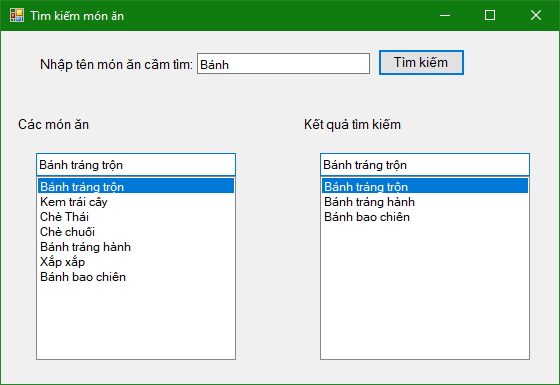 Tìm kiếm món ăn
Nhập tên món ăn cầm tìm: Bánh Tìm kiếm
Các món ăn
Bánh tráng trộn
Bánh tráng trộn
Kem trái cây
Chè Thái
Chè chuối
Bánh tráng hành
Xắp xắp
Bánh bao chiên
Kết quả tìm kiếm
Bánh tráng trộn
Bánh tráng trộn
Bánh tráng hành
Bánh bao chiên